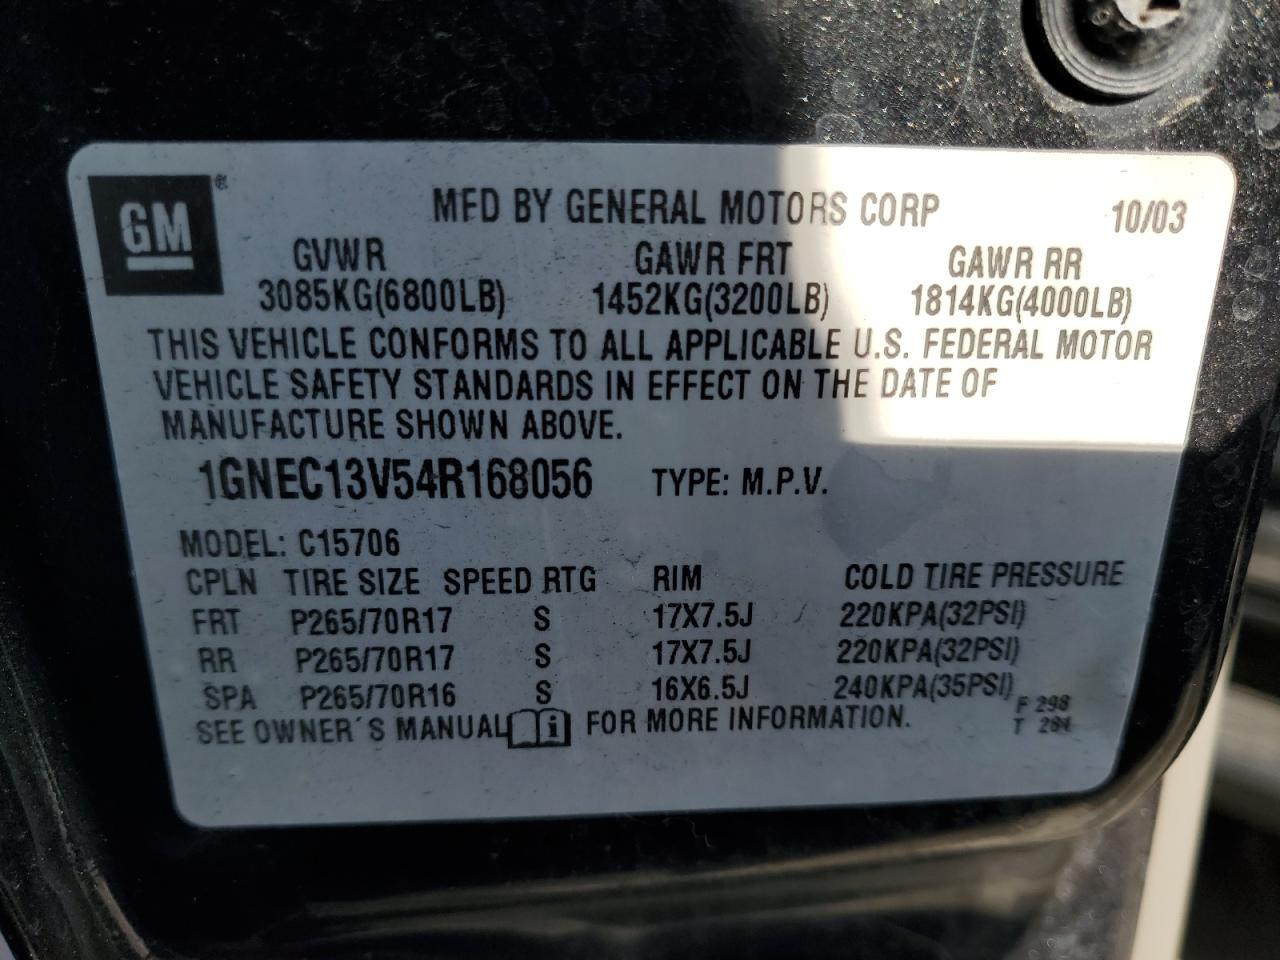 GM®
MFD BY GENERAL MOTORS CORP 10/03
GVWR GAWR FRT GAWR RR
3085KG(6800LB) 1452KG(3200LB) 1814KG(4000LB)
THIS VEHICLE CONFORMS TO ALL APPLICABLE U.S. FEDERAL MOTOR
VEHICLE SAFETY STANDARDS IN EFFECT ON THE DATE OF
MANUFACTURE SHOWN ABOVE.
1GNEC13V54R168056 TYPE: M.P.V.
MODEL: C15706
CPLN TIRE SIZE SPEED RTG RIM COLD TIRE PRESSURE
FRT P265/70R17 S 17X7.5J 220KPA(32PSI)
RR P265/70R17 S 17X7.5J 220KPA(32PSI)
SPA P265/70R16 S 16X6.5J 240KPA(35PSI)
SEE OWNER´S MANUAL i FOR MORE INFORMATION.
F 298
T 284